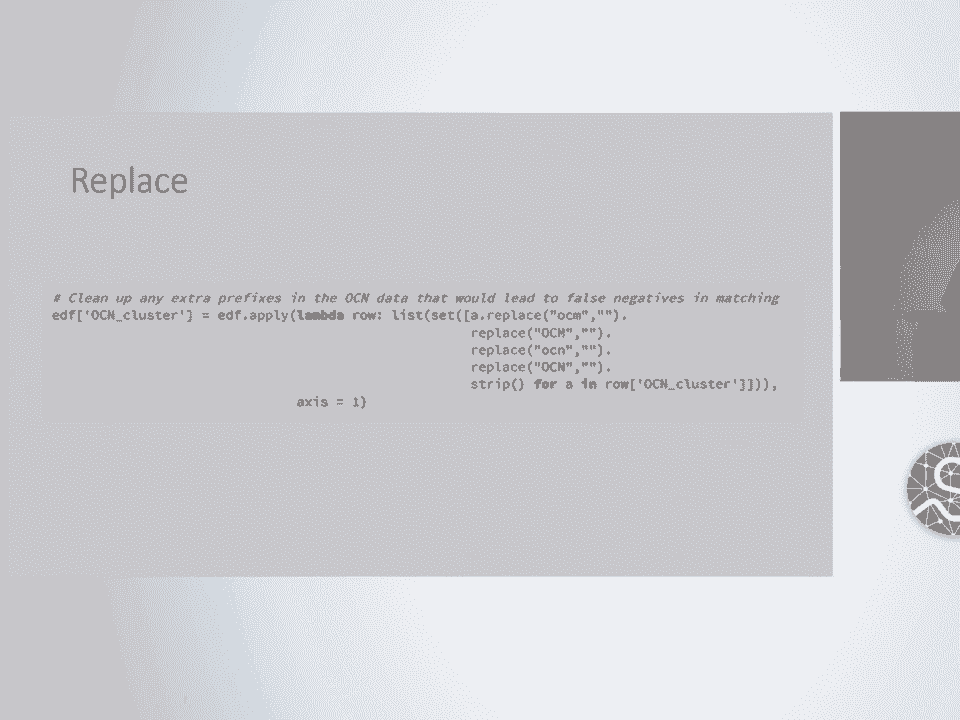 Replace
# Clean up any extra prefixes in the OCN data that would lead to false negatives in matching
edf['OCN_cluster'] = edf.apply(lambda row: list(set([a.replace("ocm","").
replace("OCM","").
replace("ocn","").
replace("OCN","").
strip() for a in row['OCN_cluster']])),
axis = 1)